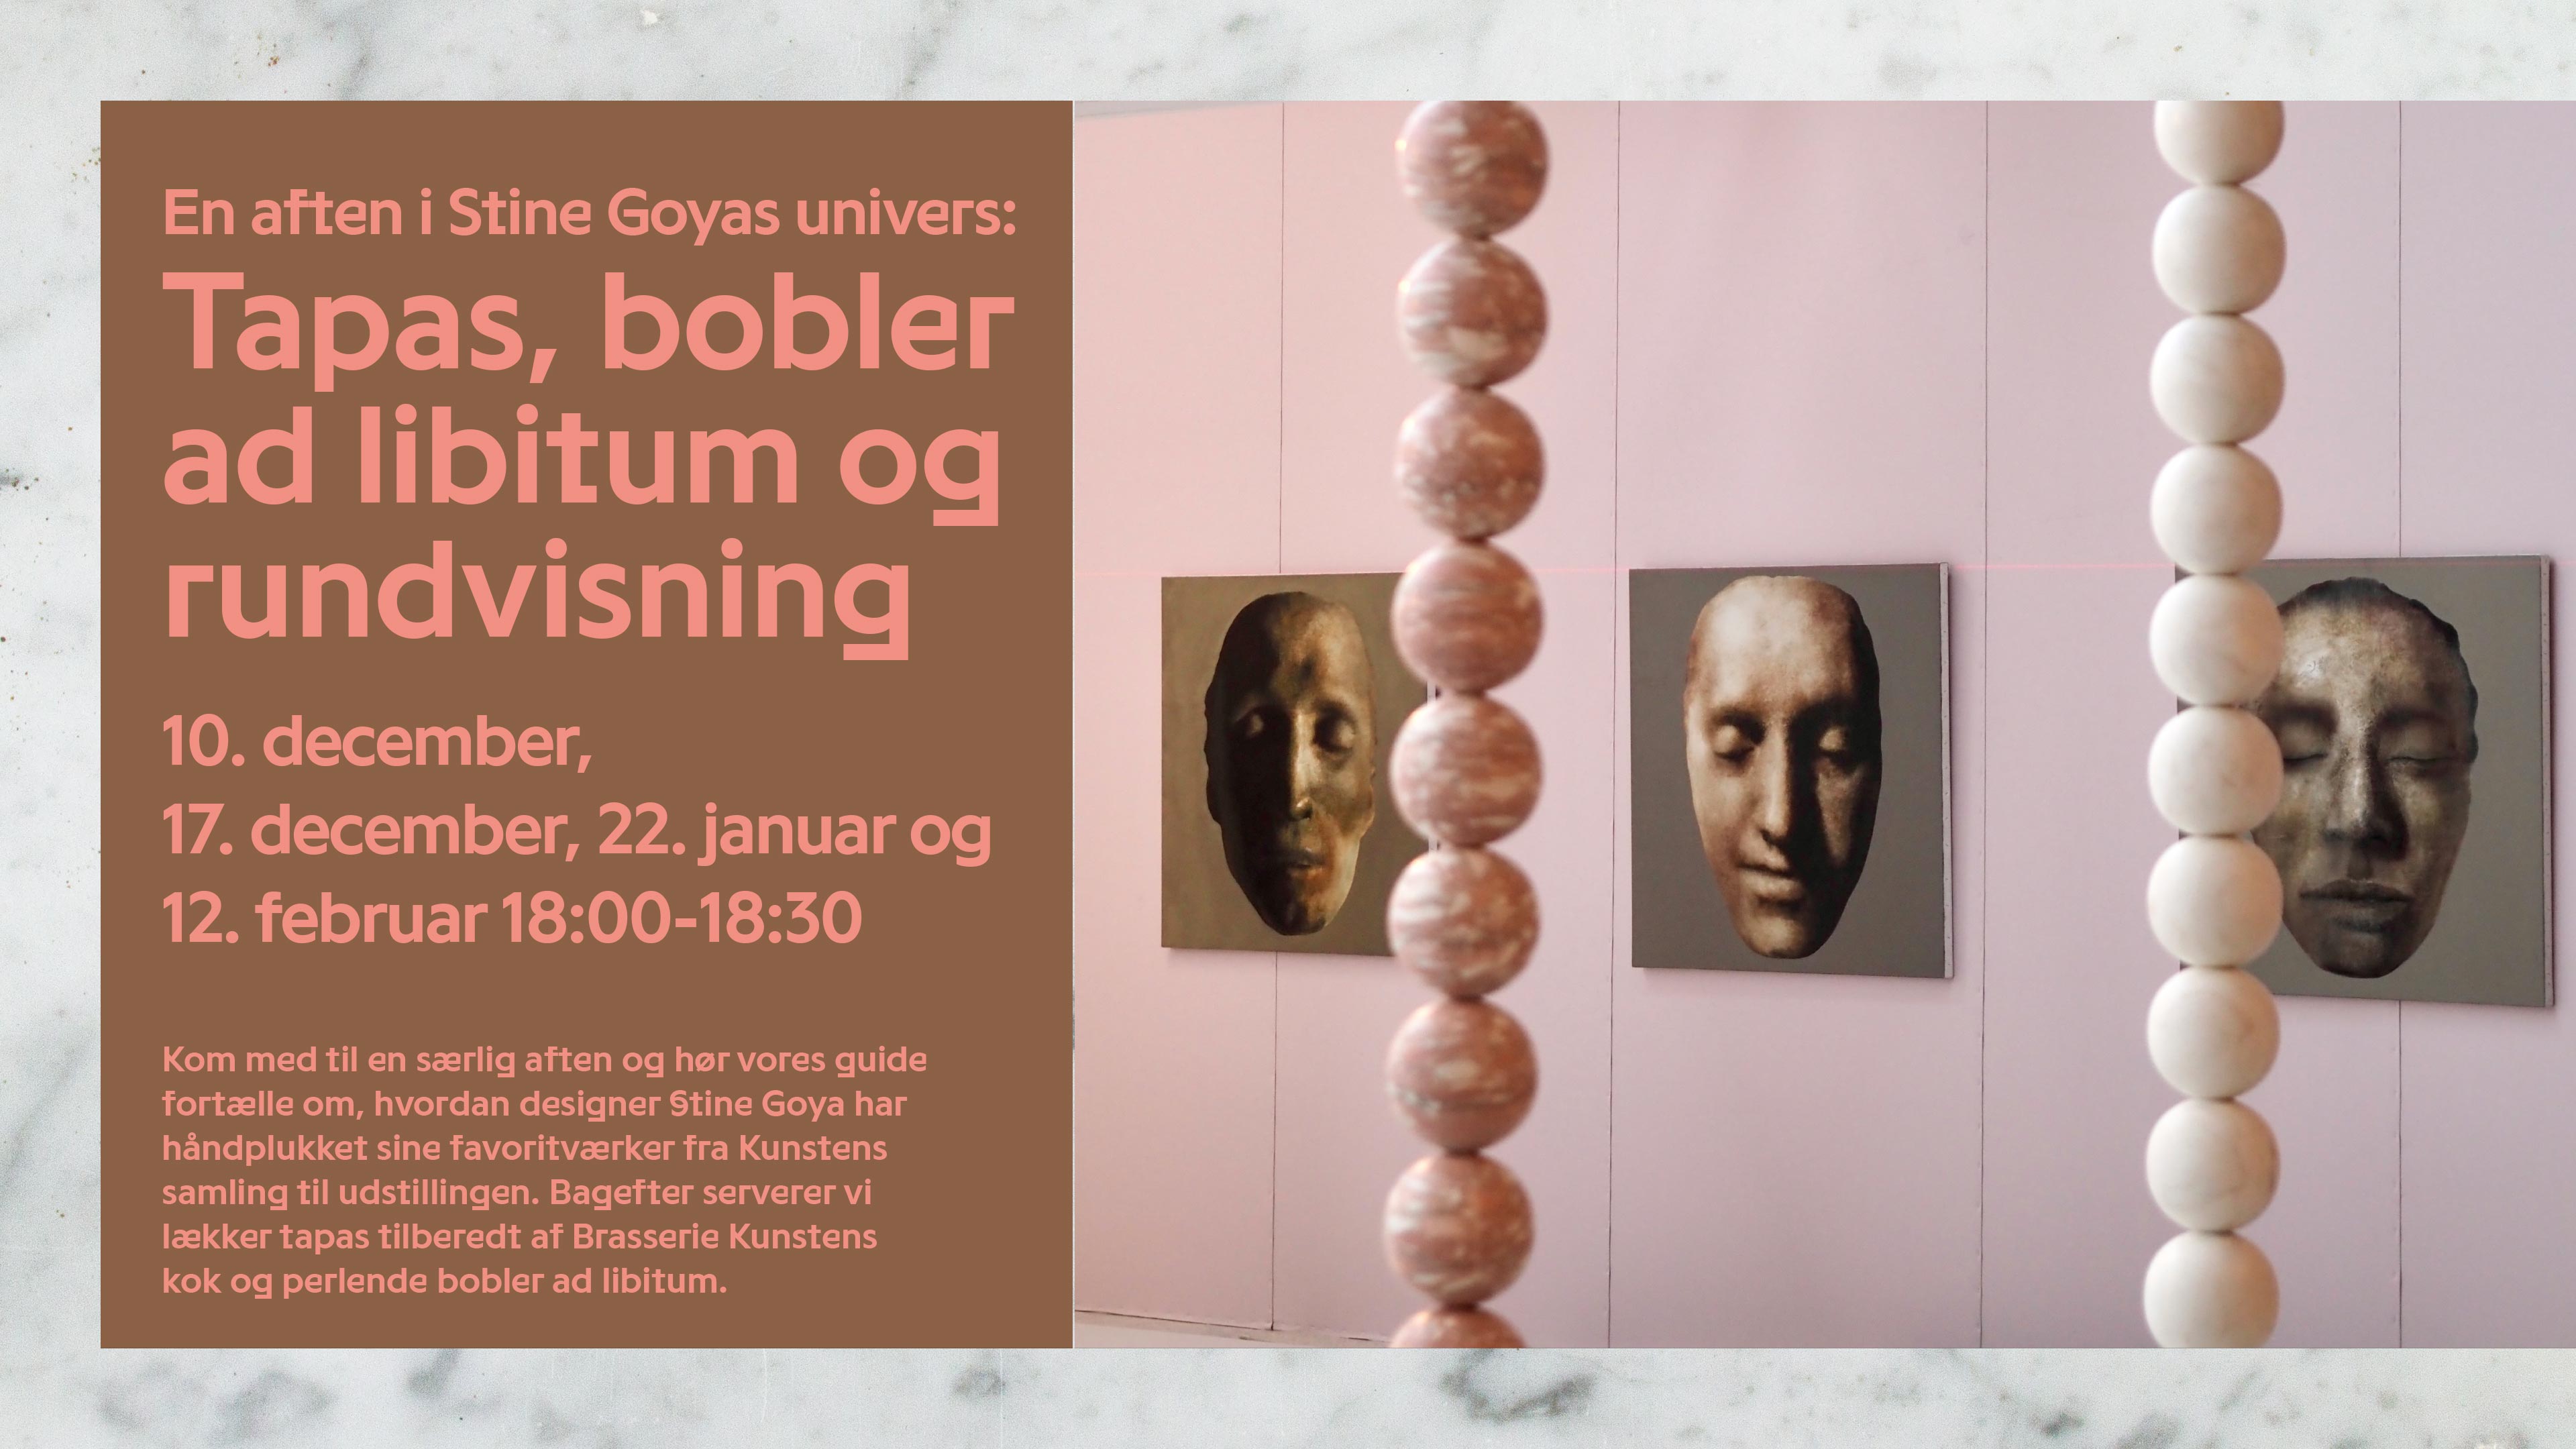 En aften i Stine Goyas univers:
Tapas, bobler
ad libitum og
rundvisning
10. december,
17. december, 22. januar og
12. februar 18:00-18:30
Kom med til en særlig aften og hør vores guide
fortælle om, hvordan designer Stine Goya har
håndplukket sine favoritværker fra Kunstens
samling til udstillingen. Bagefter serverer vi
lækker tapas tilberedt af Brasserie Kunstens
kok og perlende bobler ad libitum.